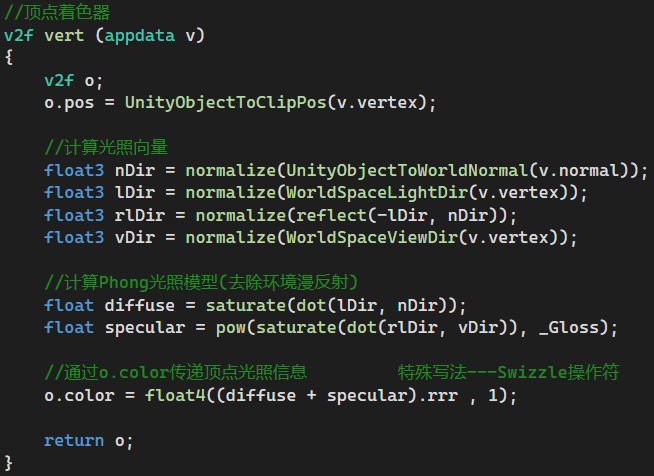 //顶点着色器
v2f vert (appdata v)
{
    v2f o;
    o.pos = UnityObjectToClipPos(v.vertex);

    //计算光照向量
    float3 nDir = normalize(UnityObjectToWorldNormal(v.normal));
    float3 lDir = normalize(WorldSpaceLightDir(v.vertex));
    float3 rlDir = normalize(reflect(-lDir, nDir));
    float3 vDir = normalize(WorldSpaceViewDir(v.vertex));

    //计算Phong光照模型(去除环境漫反射)
    float diffuse = saturate(dot(lDir, nDir));
    float specular = pow(saturate(dot(rlDir, vDir)), _Gloss);

    //通过o.color传递顶点光照信息         特殊写法---Swizzle操作符
    o.color = float4((diffuse + specular).rrr , 1);

    return o;
}